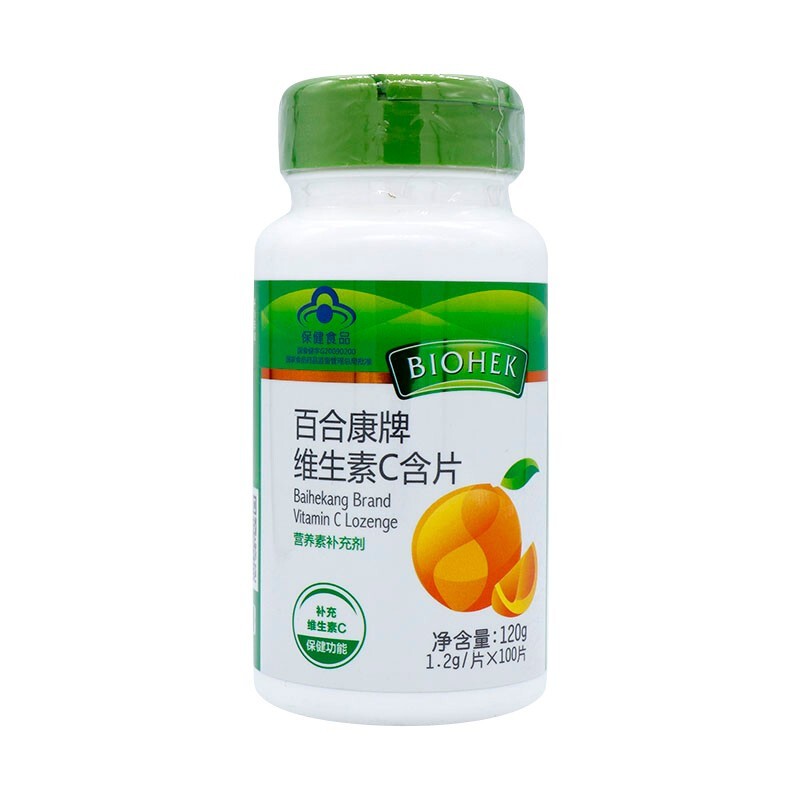 保健食品
BIOHEK
百合康牌
维生素C含片
Baihekang Brand
Vitamin C Lozenge
营养素补充剂
补充
维生素C
保健功能
净含量:120g
1.2g/片×100片